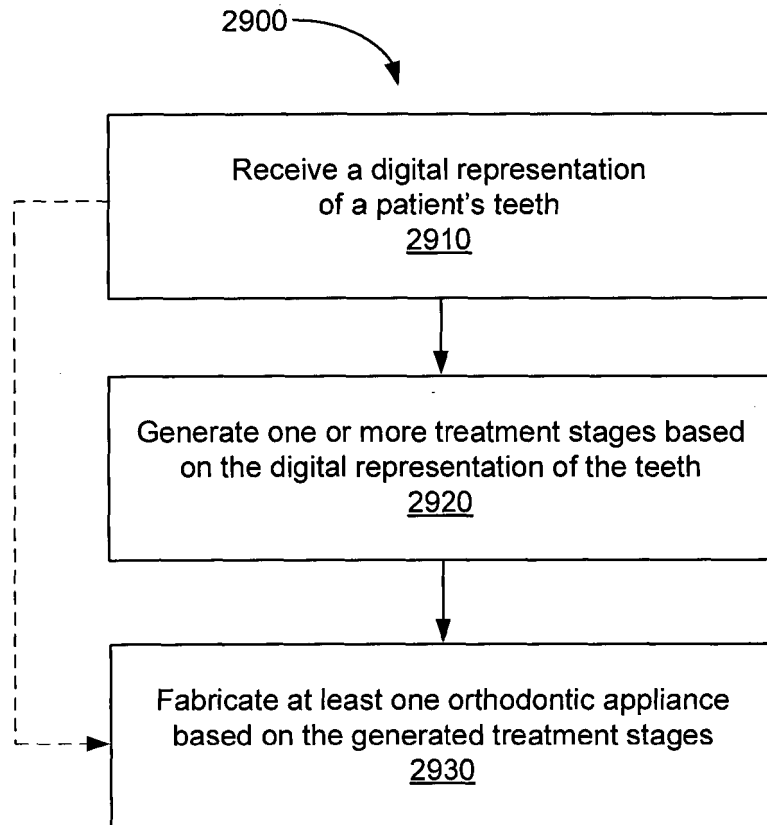 2900
Receive a digital representation
of a patient's teeth
2910
Generate one or more treatment stages based
on the digital representation of the teeth
2920
Fabricate at least one orthodontic appliance
based on the generated treatment stages
2930